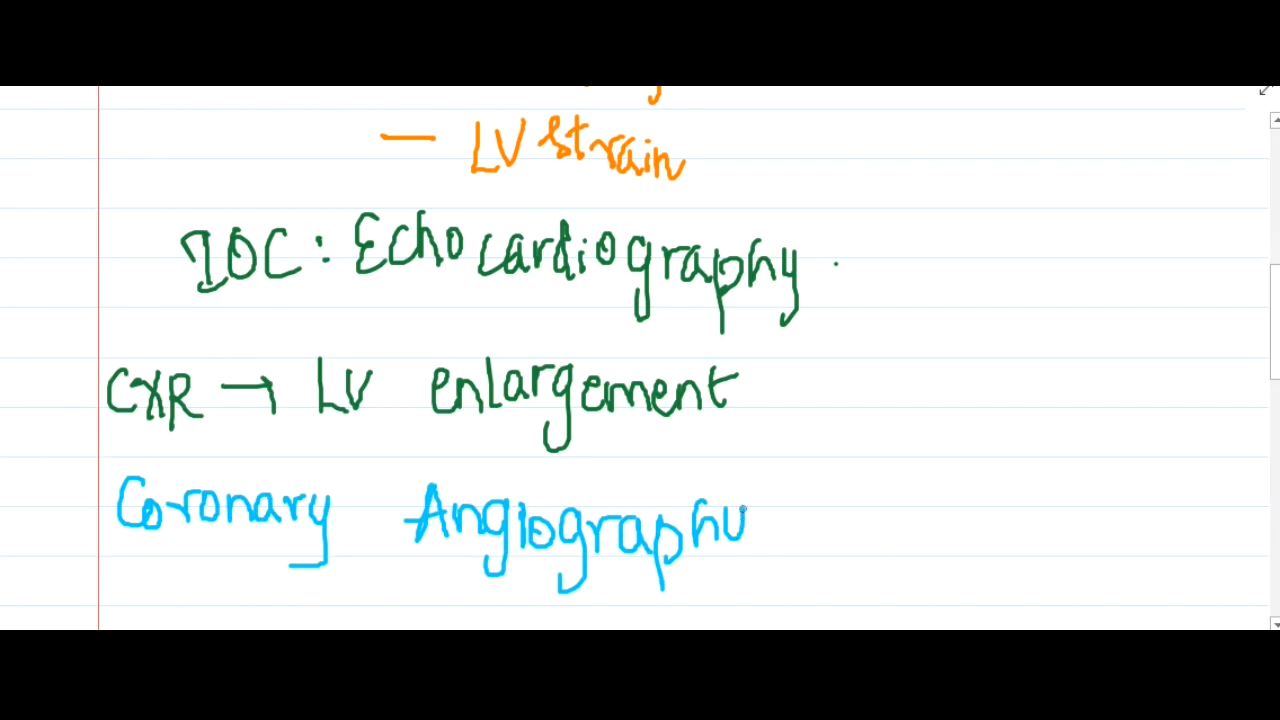 — LV strain
IOC : Echocardiography .
CXR → LV enlargement
Coronary Angiography